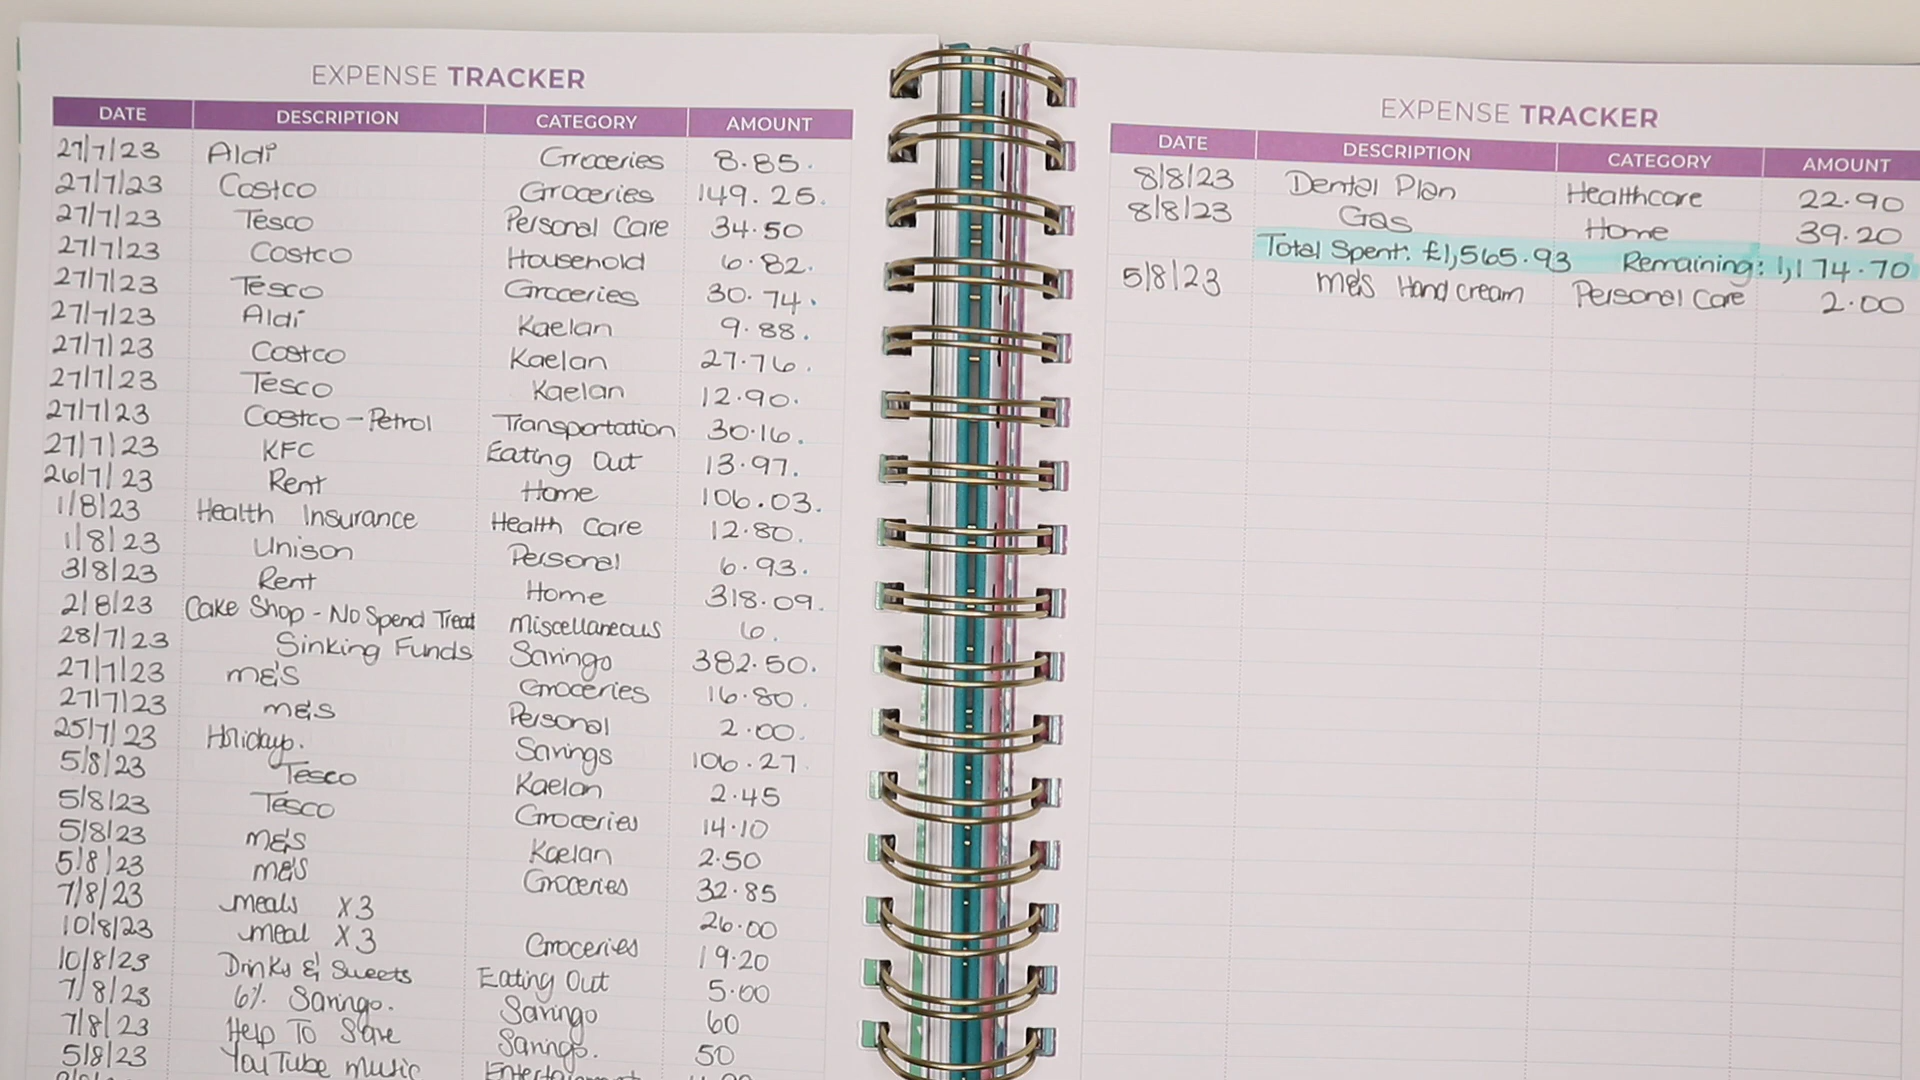 EXPENSE TRACKER
DATE DESCRIPTION CATEGORY AMOUNT
27/7/23 Aldi Groceries 8.85.
27/7/23 Costco Groceries 149.25.
27/7/23 Tesco Personal Care 34.50
27/7/23 Costco Household 6.82.
27/7/23 Tesco Groceries 30.74.
27/7/23 Aldi Kaelan 9.88.
27/7/23 Costco Kaelan 27.76.
27/7/23 Tesco Kaelan 12.90.
27/7/23 Costco - Petrol Transportation 30.16.
27/7/23 KFC Eating Out 13.97.
26/7/23 Rent Home 106.03.
1/8/23 Health Insurance Health Care 12.80.
1/8/23 Unison Personal 6.93.
3/8/23 Rent Home 318.09.
2/8/23 Cake Shop - No Spend Treat Miscellaneous 6.
28/7/23 Sinking Funds Savings 382.50.
27/7/23 M&S Groceries 16.80.
27/7/23 M&S Personal 2.00.
25/7/23 Savings 106.27
5/8/23 Tesco Kaelan 2.45
5/8/23 Tesco Groceries 14.10
5/8/23 M&S Kaelan 2.50
5/8/23 M&S Groceries 32.85
7/8/23 meals x3 26.00
10/8/23 meal x3 Groceries 19.20
10/8/23 Drinks & Sweets Eating Out 5.00
7/8/23 6% Savings. Savings 60
7/8/23 Help To Save Savings. 50
5/8/23 YouTube music Entertainment
EXPENSE TRACKER
DATE DESCRIPTION CATEGORY AMOUNT
8/8/23 Dental Plan Healthcare 22.90
8/8/23 Gas Home 39.20
Total Spent: £1,565.93 Remaining: 1,174.70
5/8/23 M&S Hand cream Personal Care 2.00